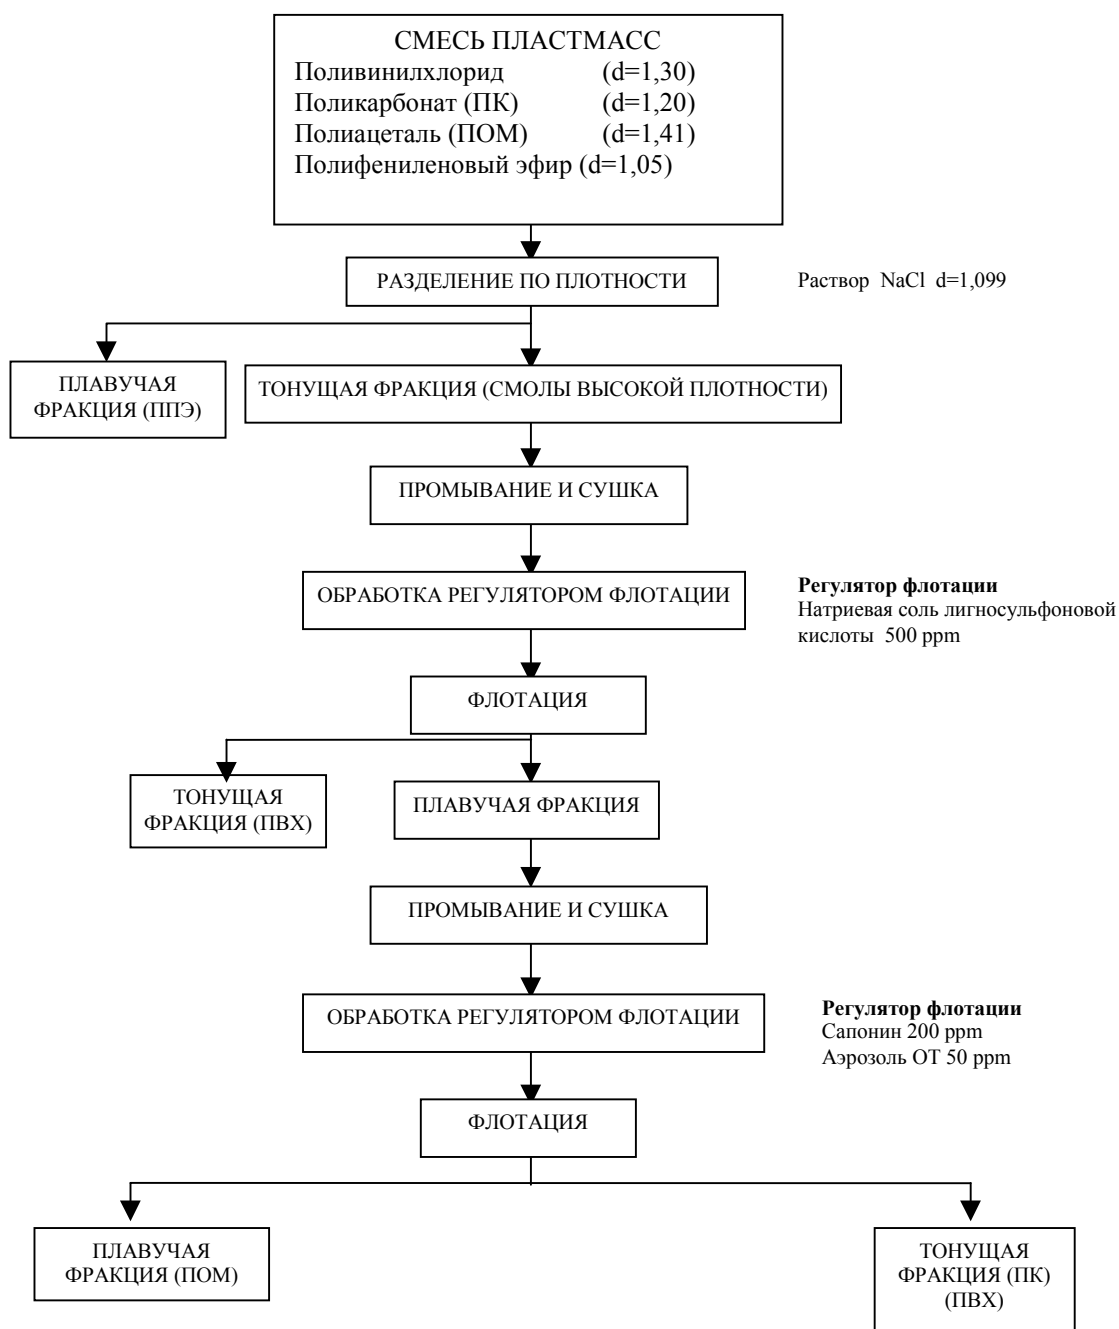 СМЕСЬ ПЛАСТМАСС
Поливинилхлорид (d=1,30)
Поликарбонат (ПК) (d=1,20)
Полиацеталь (ПОМ) (d=1,41)
Полифениленовый эфир (d=1,05)
РАЗДЕЛЕНИЕ ПО ПЛОТНОСТИ
Раствор NaCl d=1,099
ПЛАВУЧАЯ
ФРАКЦИЯ (ППЭ)
ТОНУЩАЯ ФРАКЦИЯ (СМОЛЫ ВЫСОКОЙ ПЛОТНОСТИ)
ПРОМЫВАНИЕ И СУШКА
ОБРАБОТКА РЕГУЛЯТОРОМ ФЛОТАЦИИ
Регулятор флотации
Натриевая соль лигносульфоновой
кислоты 500 ppm
ФЛОТАЦИЯ
ТОНУЩАЯ
ФРАКЦИЯ (ПВХ)
ПЛАВУЧАЯ ФРАКЦИЯ
ПРОМЫВАНИЕ И СУШКА
ОБРАБОТКА РЕГУЛЯТОРОМ ФЛОТАЦИИ
Регулятор флотации
Сапонин 200 ppm
Аэрозоль ОТ 50 ppm
ФЛОТАЦИЯ
ПЛАВУЧАЯ
ФРАКЦИЯ (ПОМ)
ТОНУЩАЯ
ФРАКЦИЯ (ПК)
(ПВХ)